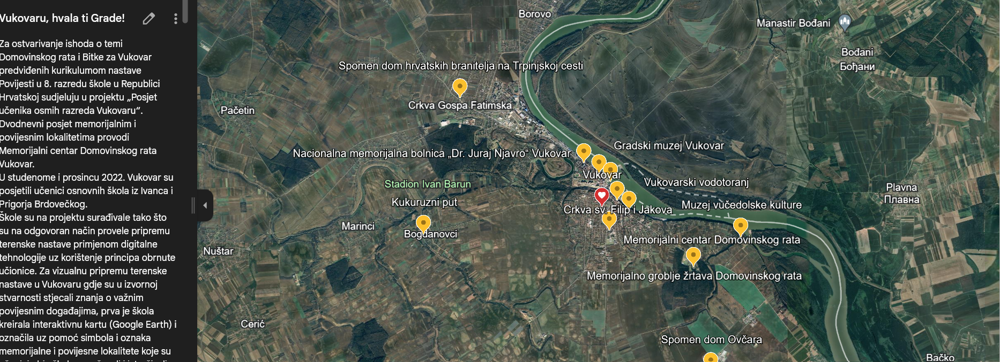 Vukovaru, hvala ti Grade!
Za ostvarivanje ishoda o temi
Domovinskog rata i Bitke za Vukovar
predviđenih kurikulumom nastave
Povijesti u 8. razredu škole u Republici
Hrvatskoj sudjeluju u projektu „Posjet
učenika osmih razreda Vukovaru“.
Dvodnevni posjet memorijalnim i
povijesnim lokalitetima provodi
Memorijalni centar Domovinskog rata
Vukovar.
U studenome i prosincu 2022. Vukovar su
posjetili učenici osnovnih škola iz Ivanca i
Prigorja Brdovečkog.
Škole su na projektu surađivale tako što
su na odgovoran način provele pripremu
terenske nastave primjenom digitalne
tehnologije uz korištenje principa obrnute
učionice. Za vizualnu pripremu terenske
nastave u Vukovaru gdje su u izvornoj
stvarnosti stjecali znanja o važnim
povijesnim događajima, prva je škola
kreirala interaktivnu kartu (Google Earth) i
označila uz pomoć simbola i oznaka
memorijalne i povijesne lokalitete koje su
Borovo
Manastir Bođani
Bođani
Бођани
Spomen dom hrvatskih branitelja na Trpinjskoj cesti
Crkva Gospa Fatimska
Pačetin
Gradski muzej Vukovar
Nacionalna memorijalna bolnica „Dr. Juraj Njavro“ Vukovar
Vukovar
Vukovarski vodotoranj
Stadion Ivan Barun
Plavna
Плавна
Kukuruzni put
Muzej vučedolske kulture
Crkva sv. Filip i Jakova
Marinci
Bogdanovci
Memorijalni centar Domovinskog rata
Nuštar
Memorijalno groblje žrtava Domovinskog rata
Cerić
Spomen dom Ovčara
Bačko